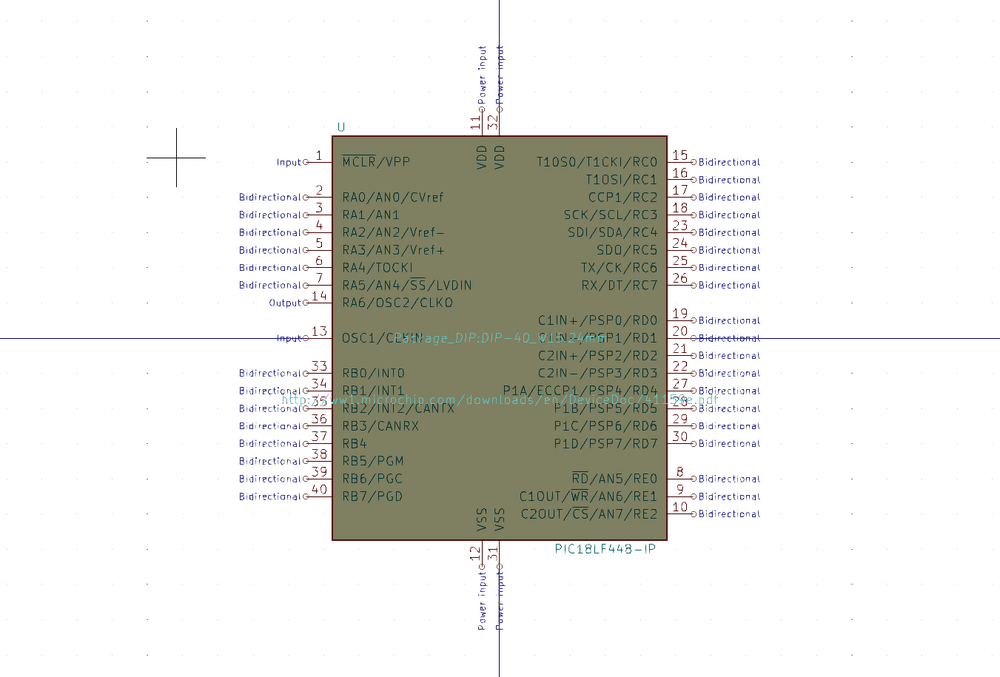 Power input Power input
11 32
U
VDD VDD
Input 1 MCLR/VPP T1OSO/T1CKI/RC0 15 Bidirectional
T1OSI/RC1 16 Bidirectional
Bidirectional 2 RA0/AN0/CVref CCP1/RC2 17 Bidirectional
Bidirectional 3 RA1/AN1 SCK/SCL/RC3 18 Bidirectional
Bidirectional 4 RA2/AN2/Vref- SDI/SDA/RC4 23 Bidirectional
Bidirectional 5 RA3/AN3/Vref+ SDO/RC5 24 Bidirectional
Bidirectional 6 RA4/TOCKI TX/CK/RC6 25 Bidirectional
Bidirectional 7 RA5/AN4/SS/LVDIN RX/DT/RC7 26 Bidirectional
Output 14 RA6/OSC2/CLKO
C1IN+/PSP0/RD0 19 Bidirectional
Input 13 OSC1/CLKIN Package_DIP:DIP-40_W15.24mm C1IN-/PSP1/RD1 20 Bidirectional
C2IN+/PSP2/RD2 21 Bidirectional
Bidirectional 33 RB0/INT0 C2IN-/PSP3/RD3 22 Bidirectional
Bidirectional 34 RB1/INT1 P1A/ECCP1/PSP4/RD4 27 Bidirectional
http://ww1.microchip.com/downloads/en/DeviceDoc/41159e.pdf
Bidirectional 35 RB2/INT2/CANTX P1B/PSP5/RD5 28 Bidirectional
Bidirectional 36 RB3/CANRX P1C/PSP6/RD6 29 Bidirectional
Bidirectional 37 RB4 P1D/PSP7/RD7 30 Bidirectional
Bidirectional 38 RB5/PGM
Bidirectional 39 RB6/PGC RD/AN5/RE0 8 Bidirectional
Bidirectional 40 RB7/PGD C1OUT/WR/AN6/RE1 9 Bidirectional
C2OUT/CS/AN7/RE2 10 Bidirectional
VSS VSS
PIC18LF448-IP
12 31
Power input Power input